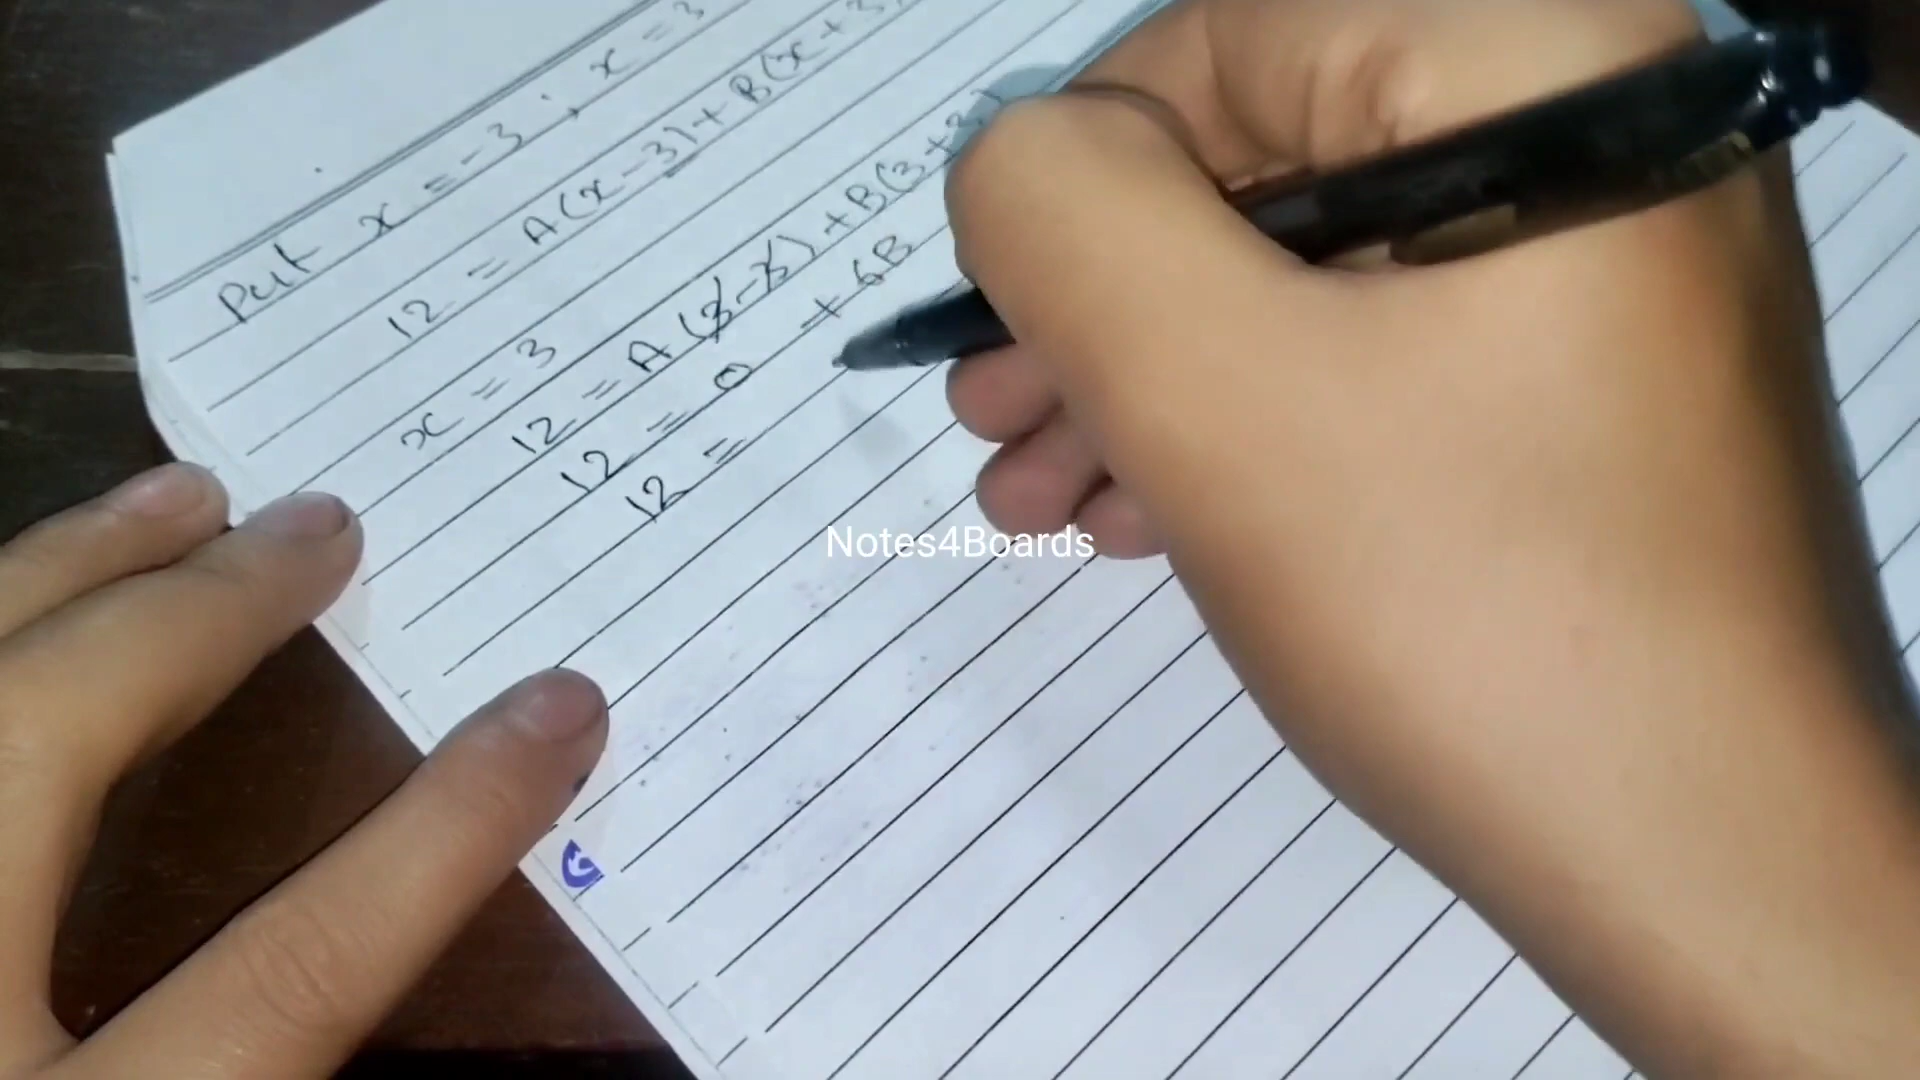 Put x = -3 ; x = 3
12 = A(x-3) + B(x+3)
x = 3
12 = A(3-3) + B(3+3)
12 = 0 + 6B
12 =
Notes4Boards